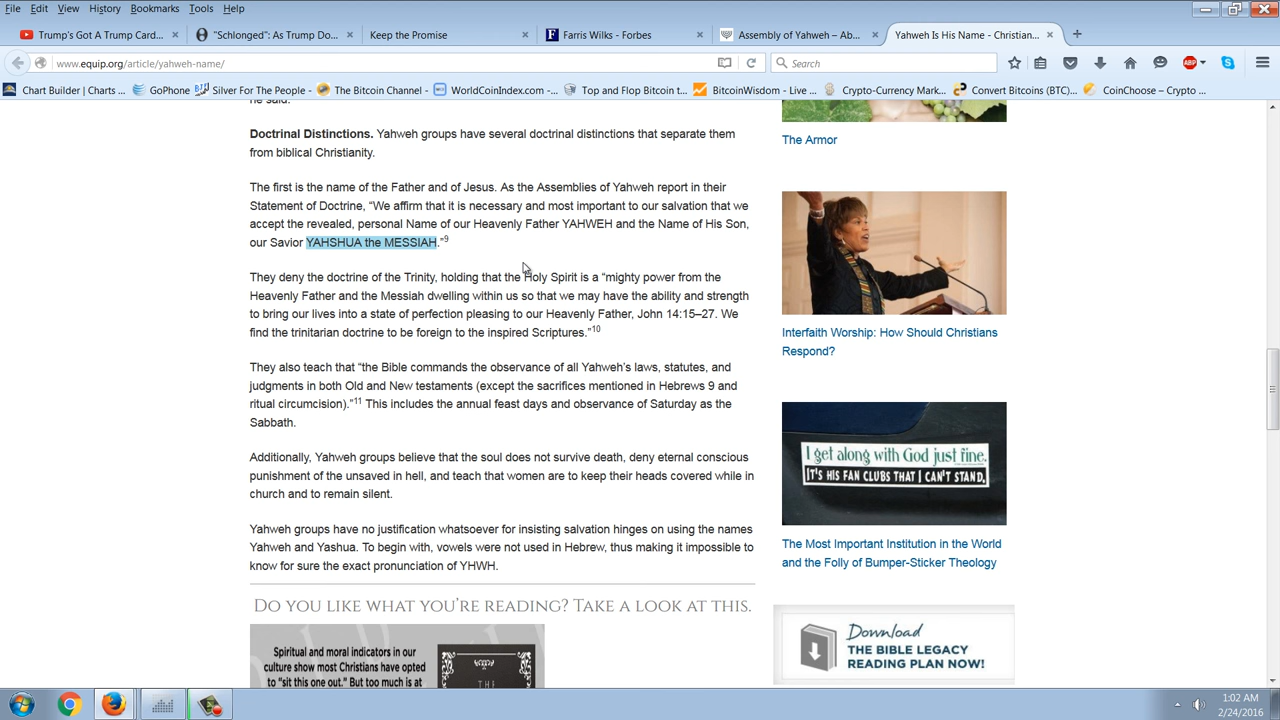 File Edit View History Bookmarks Tools Help
Trump's Got A Trump Card...
"Schlonged": As Trump Do...
Keep the Promise
Farris Wilks - Forbes
Assembly of Yahweh – Ab...
Yahweh Is His Name - Christian...
www.equip.org/article/yahweh-name/
Search
ABP
Chart Builder | Charts ...
GoPhone
Silver For The People - ...
The Bitcoin Channel - ...
WorldCoinIndex.com -...
Top and Flop Bitcoin t...
BitcoinWisdom - Live ...
Crypto-Currency Mark...
Convert Bitcoins (BTC)...
CoinChoose – Crypto ...
he said.
Doctrinal Distinctions. Yahweh groups have several doctrinal distinctions that separate them
from biblical Christianity.
The first is the name of the Father and of Jesus. As the Assemblies of Yahweh report in their
Statement of Doctrine, “We affirm that it is necessary and most important to our salvation that we
accept the revealed, personal Name of our Heavenly Father YAHWEH and the Name of His Son,
our Savior YAHSHUA the MESSIAH.”9
They deny the doctrine of the Trinity, holding that the Holy Spirit is a “mighty power from the
Heavenly Father and the Messiah dwelling within us so that we may have the ability and strength
to bring our lives into a state of perfection pleasing to our Heavenly Father, John 14:15–27. We
find the trinitarian doctrine to be foreign to the inspired Scriptures.”10
They also teach that “the Bible commands the observance of all Yahweh’s laws, statutes, and
judgments in both Old and New testaments (except the sacrifices mentioned in Hebrews 9 and
ritual circumcision).”11 This includes the annual feast days and observance of Saturday as the
Sabbath.
Additionally, Yahweh groups believe that the soul does not survive death, deny eternal conscious
punishment of the unsaved in hell, and teach that women are to keep their heads covered while in
church and to remain silent.
Yahweh groups have no justification whatsoever for insisting salvation hinges on using the names
Yahweh and Yashua. To begin with, vowels were not used in Hebrew, thus making it impossible to
know for sure the exact pronunciation of YHWH.
DO YOU LIKE WHAT YOU’RE READING? TAKE A LOOK AT THIS.
Spiritual and moral indicators in our
culture show most Christians have opted
to “sit this one out.” But too much is at
THE
The Armor
Interfaith Worship: How Should Christians
Respond?
I get along with God just fine.
IT'S HIS FAN CLUBS THAT I CAN'T STAND.
The Most Important Institution in the World
and the Folly of Bumper-Sticker Theology
Download
THE BIBLE LEGACY
READING PLAN NOW!
1:02 AM
2/24/2016